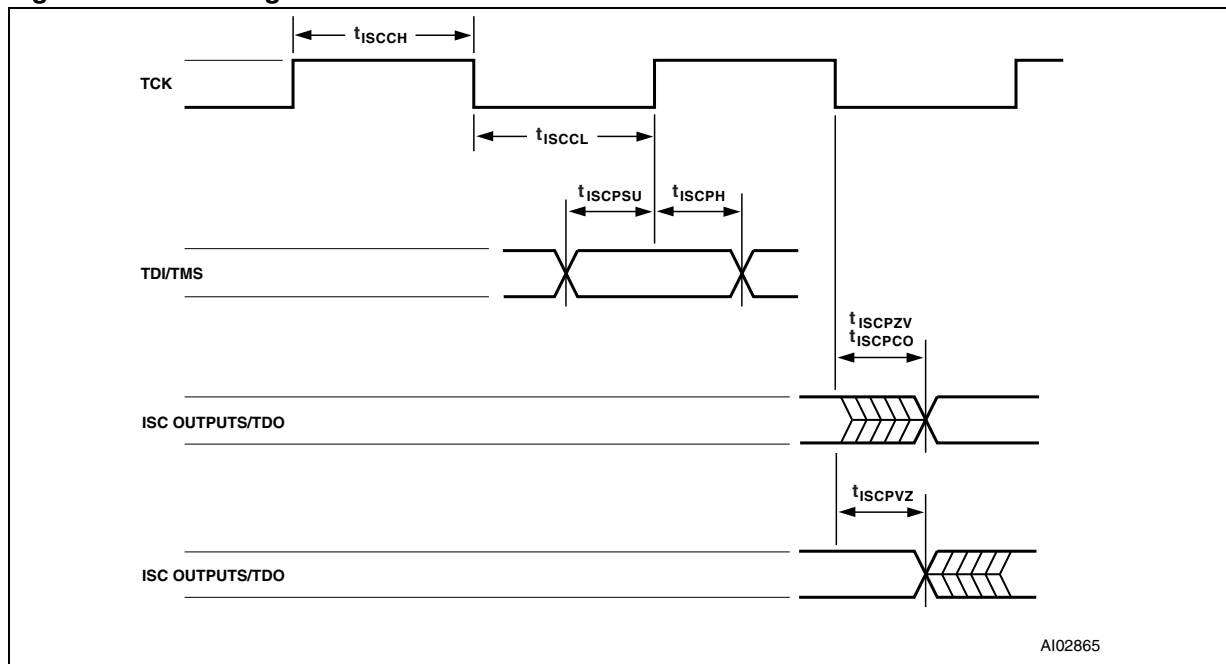 tISCCH
TCK
tISCCL
tISCPSU
tISCPH
TDI/TMS
tISCPZV
tISCPCO
ISC OUTPUTS/TDO
tISCPVZ
ISC OUTPUTS/TDO
AI02865